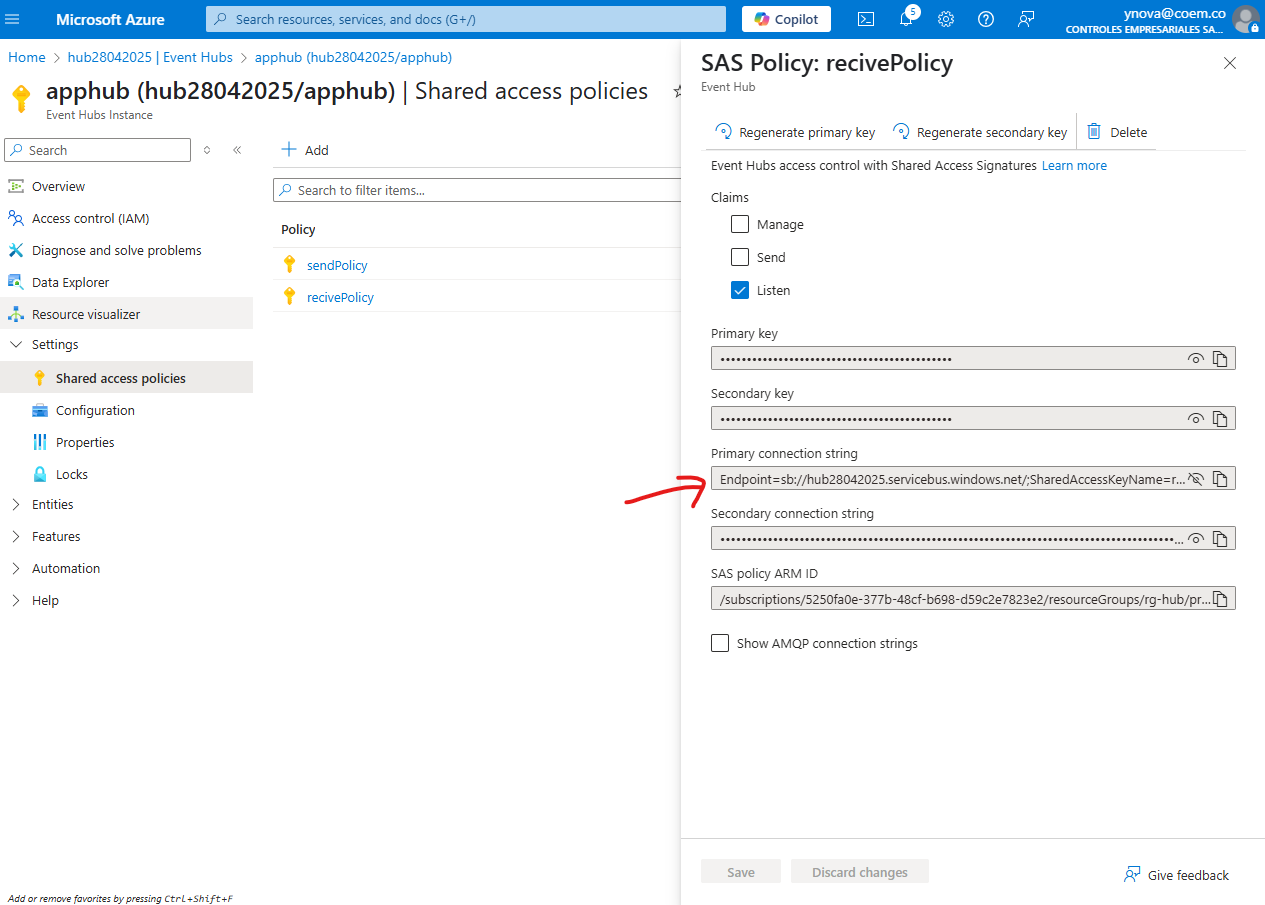 Microsoft Azure
Search resources, services, and docs (G+/)
Copilot
5
ynova@coem.co
CONTROLES EMPRESARIALES SA...
Home > hub28042025 | Event Hubs > apphub (hub28042025/apphub)
apphub (hub28042025/apphub) | Shared access policies
Event Hubs Instance
Search
Overview
Access control (IAM)
Diagnose and solve problems
Data Explorer
Resource visualizer
Settings
Shared access policies
Configuration
Properties
Locks
Entities
Features
Automation
Help
Add or remove favorites by pressing Ctrl+Shift+F
Add
Search to filter items...
Policy
sendPolicy
recivePolicy
SAS Policy: recivePolicy
Event Hub
Regenerate primary key
Regenerate secondary key
Delete
Event Hubs access control with Shared Access Signatures Learn more
Claims
Manage
Send
Listen
Primary key
Secondary key
Primary connection string
Endpoint=sb://hub28042025.servicebus.windows.net/;SharedAccessKeyName=r...
Secondary connection string
SAS policy ARM ID
/subscriptions/5250fa0e-377b-48cf-b698-d59c2e7823e2/resourceGroups/rg-hub/pr...
Show AMQP connection strings
Save
Discard changes
Give feedback